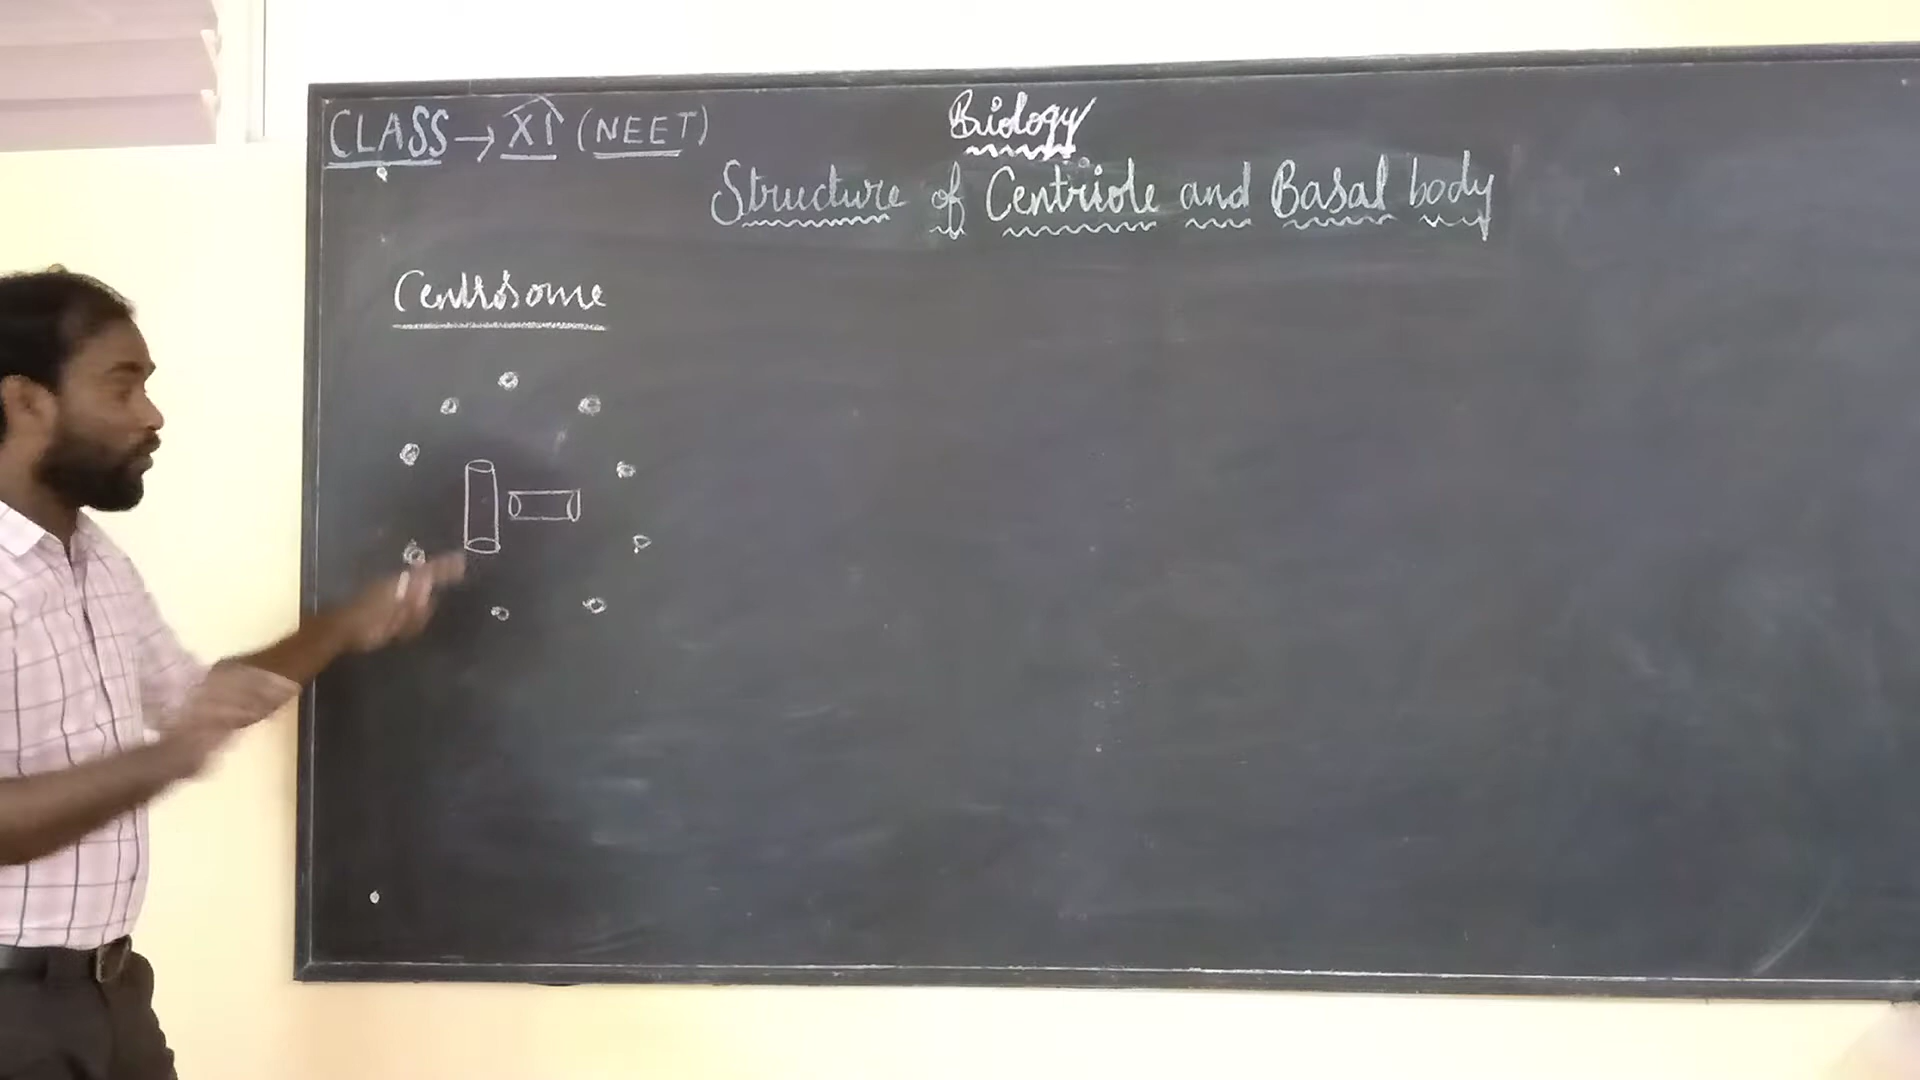 CLASS → XI (NEET)
Biology
Structure of Centriole and Basal body
Centrosome